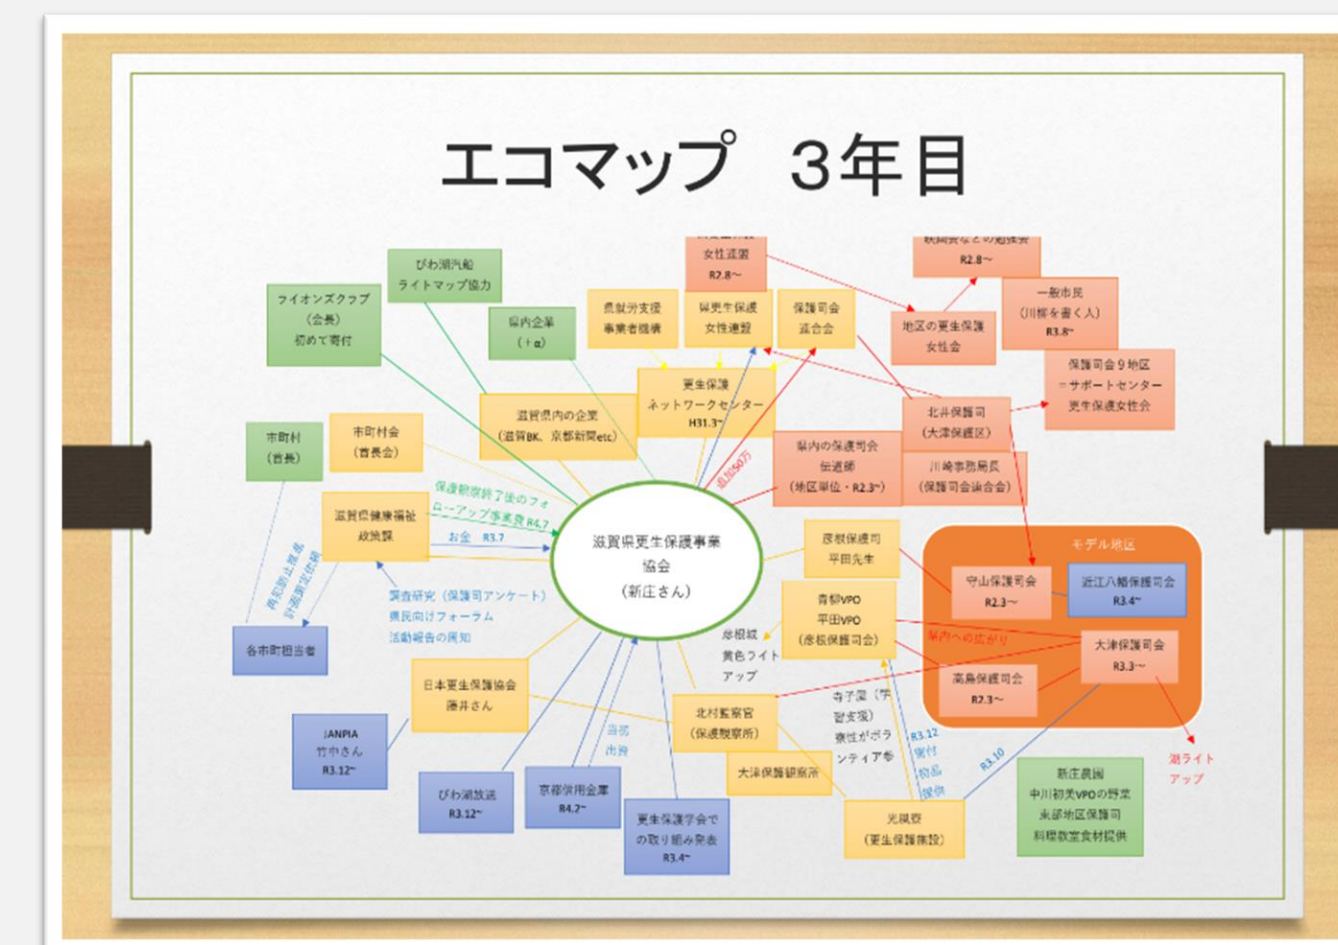 エコマップ　３年目
女性連盟
R2.8～
R2.8～
びわ湖汽船
ライトマップ協力
ライオンズクラブ
(会長)
初めて寄付
県内企業
(＋α)
県就労支援
事業者機構
県更生保護
女性連盟
保護司会
連合会
地区の更生保護
女性会
一般市民
(川柳を書く人)
R3.8~
保護司会９地区
＝サポートセンター
更生保護女性会
更生保護
ネットワークセンター
H31.3~
滋賀県内の企業
(滋賀BK、京都新聞etc)
北井保護司
(大津保護区)
市町村
(首長)
市町村会
(首長会)
県内の保護司会
伝道師
(地区単位・R2.3~)
川崎事務局長
(保護司会連合会)
追加50万
保護観察終了後のフォ
ローアップ事業費 R4.7
滋賀県健康福祉
政策課
お金　R3.7
滋賀県更生保護事業
協会
(新庄さん)
彦根保護司
平田先生
モデル地区
守山保護司会
R2.3～
近江八幡保護司会
R3.4~
再犯防止推進
計画策定依頼
調査研究（保護司アンケート）
県民向けフォーラム
活動報告の周知
青柳VPO
平田VPO
(彦根保護司会)
彦根城
黄色ライト
アップ
県内への広がり
大津保護司会
R3.3～
高島保護司会
R2.3～
各市町担当者
日本更生保護協会
藤井さん
北村監察官
(保護観察所)
大津保護観察所
寺子屋（学
習支援）
寮生がボラ
ンティア参
R3.12
寄付
物品
提供
R3.10
湖ライト
アップ
JANPIA
竹中さん
R3.12~
当初
出資
びわ湖放送
R3.12~
京都信用金庫
R4.2~
更生保護学会で
の取り組み発表
R3.4~
光風寮
(更生保護施設)
新庄農園
中川初美VPOの野菜
東部地区保護司
料理教室食材提供